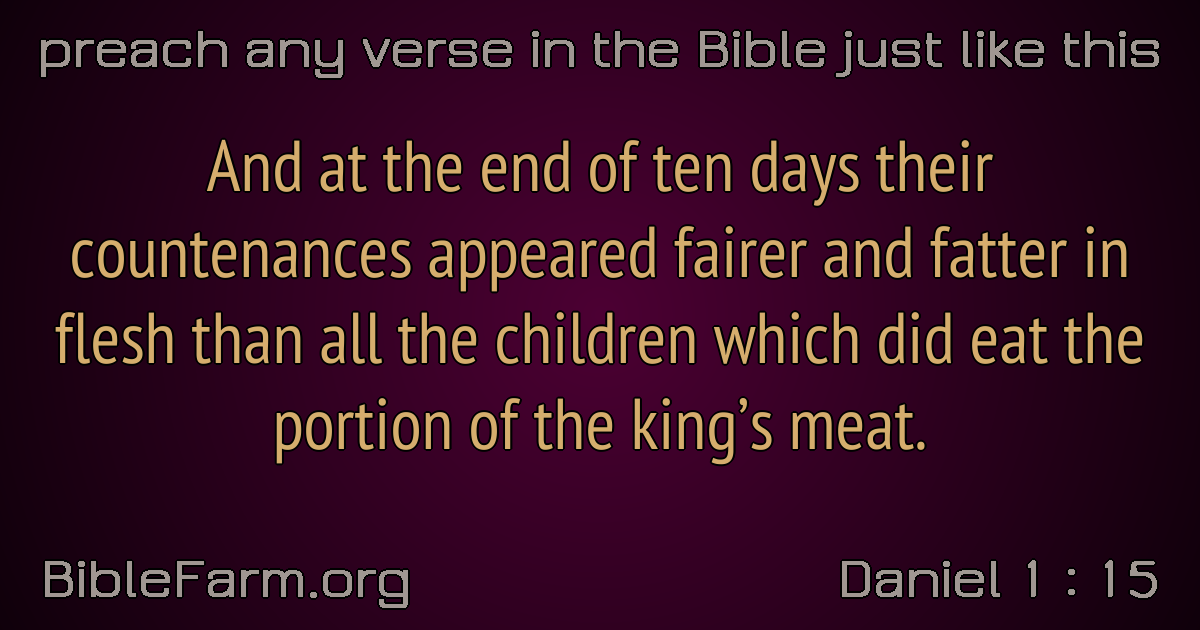 preach any verse in the Bible just like this
And at the end of ten days their
countenances appeared fairer and fatter in
flesh than all the children which did eat the
portion of the king’s meat.
BibleFarm.org
Daniel 1 : 15